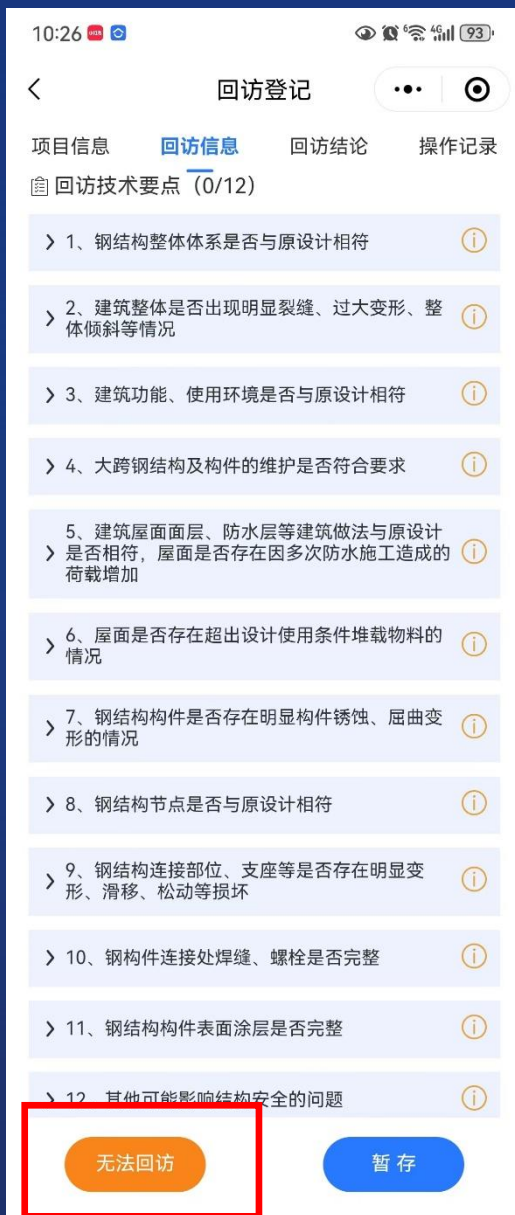 10:26
6 4G 93
回访登记
项目信息 回访信息 回访结论 操作记录
回访技术要点（0/12）
1、钢结构整体体系是否与原设计相符
2、建筑整体是否出现明显裂缝、过大变形、整
体倾斜等情况
3、建筑功能、使用环境是否与原设计相符
4、大跨钢结构及构件的维护是否符合要求
5、建筑屋面面层、防水层等建筑做法与原设计
是否相符，屋面是否存在因多次防水施工造成的
荷载增加
6、屋面是否存在超出设计使用条件堆载物料的
情况
7、钢结构构件是否存在明显构件锈蚀、屈曲变
形的情况
8、钢结构节点是否与原设计相符
9、钢结构连接部位、支座等是否存在明显变
形、滑移、松动等损坏
10、钢构件连接处焊缝、螺栓是否完整
11、钢结构构件表面涂层是否完整
12、其他可能影响结构安全的问题
无法回访 暂存